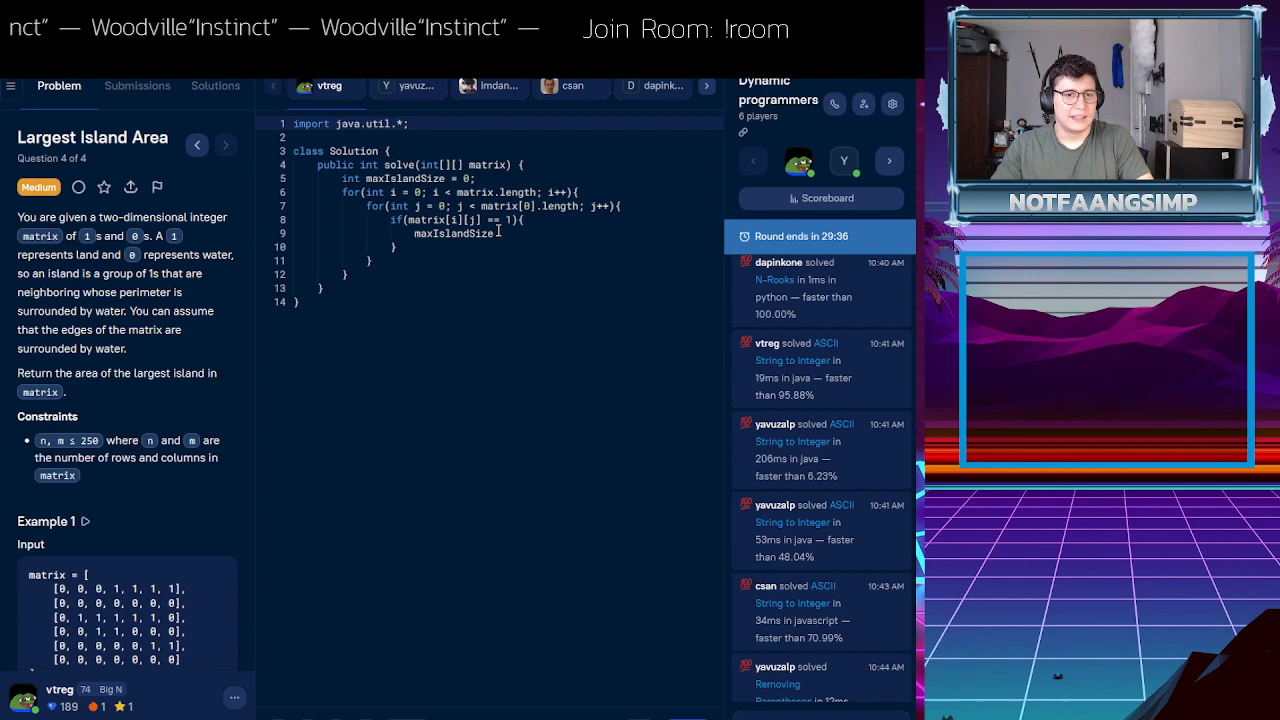 nct” — Woodville“Instinct” — Woodville“Instinct” —
Join Room: !room
Problem
Submissions
Solutions
Largest Island Area
Question 4 of 4
Medium
You are given a two-dimensional integer
matrix of 1s and 0s. A 1
represents land and 0 represents water,
so an island is a group of 1s that are
neighboring whose perimeter is
surrounded by water. You can assume
that the edges of the matrix are
surrounded by water.
Return the area of the largest island in
matrix.
Constraints
• n, m ≤ 250 where n and m are
the number of rows and columns in
matrix
Example 1
Input
matrix = [
[0, 0, 0, 1, 1, 1, 1],
[0, 0, 0, 0, 0, 0, 0],
[0, 1, 1, 1, 1, 1, 0],
[0, 0, 1, 1, 0, 0, 0],
[0, 0, 0, 0, 0, 1, 1],
[0, 0, 0, 0, 0, 0, 0]
vtreg 74 Big N
189 1 1
vtreg
Y yavuz...
imdan...
csan
D dapink...
1 import java.util.*;
2
3 class Solution {
4 public int solve(int[][] matrix) {
5 int maxIslandSize = 0;
6 for(int i = 0; i < matrix.length; i++){
7 for(int j = 0; j < matrix[0].length; j++){
8 if(matrix[i][j] == 1){
9 maxIslandSize
10 }
11 }
12 }
13 }
14 }
Dynamic
programmers
6 players
Y
Scoreboard
Round ends in 29:36
dapinkone solved 10:40 AM
N-Rooks in 1ms in
python — faster than
100.00%
vtreg solved ASCII 10:41 AM
String to Integer in
19ms in java — faster
than 95.88%
yavuzalp solved ASCII 10:41 AM
String to Integer in
206ms in java —
faster than 6.23%
yavuzalp solved ASCII 10:41 AM
String to Integer in
53ms in java — faster
than 48.04%
csan solved ASCII 10:43 AM
String to Integer in
34ms in javascript —
faster than 70.99%
yavuzalp solved 10:44 AM
Removing
Parentheses in 12ms
NOTFAANGSIMP